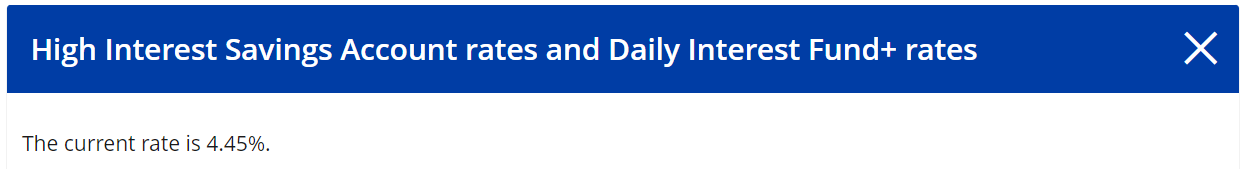 High Interest Savings Account rates and Daily Interest Fund+ rates
The current rate is 4.45%.